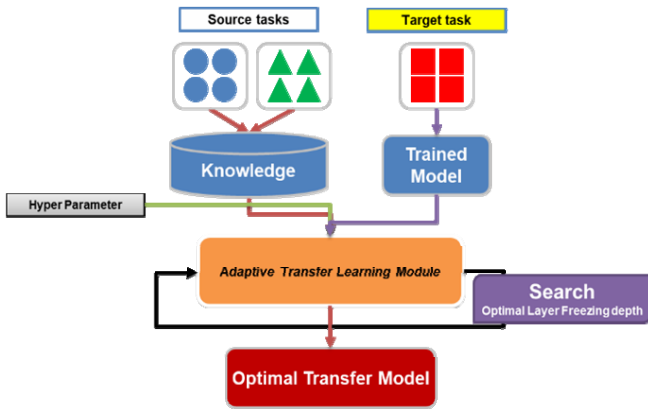 Source tasks
Target task
Knowledge
Trained
Model
Hyper Parameter
Adaptive Transfer Learning Module
Search
Optimal Layer Freezing depth
Optimal Transfer Model